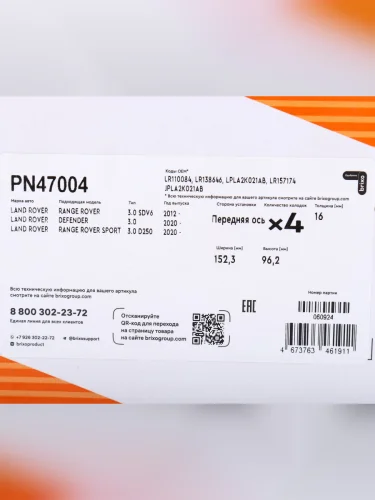 Коды OEM*
LR110084, LR138646, LPLA2K021AB, LR157174
JPLA2K021AB
* Всю техническую информацию для вашего артикула смотрите на сайте brixogroup.com
brixo
PN47004
Марка авто Подходящая модель Тип Год выпуска
LAND ROVER RANGE ROVER 3.0 SDV6 2012 -
LAND ROVER DEFENDER 3.0 2020 -
LAND ROVER RANGE ROVER SPORT 3.0 D250 2020 -
Сторона установки Количество колодок Толщина (мм)
Передняя ось x4 16
Ширина (мм) Высота (мм)
152,3 96,2
Всю техническую информацию для вашего артикула
смотрите на сайте brixogroup.com
8 800 302-23-72
Единая линия для всех клиентов
+7 926 302-22-72 @brixosupport
brixoproduct
Отсканируйте
QR-код для перехода
на страницу товара
на сайте brixogroup.com
EAC
Номер партии
060924
4 673763 461911